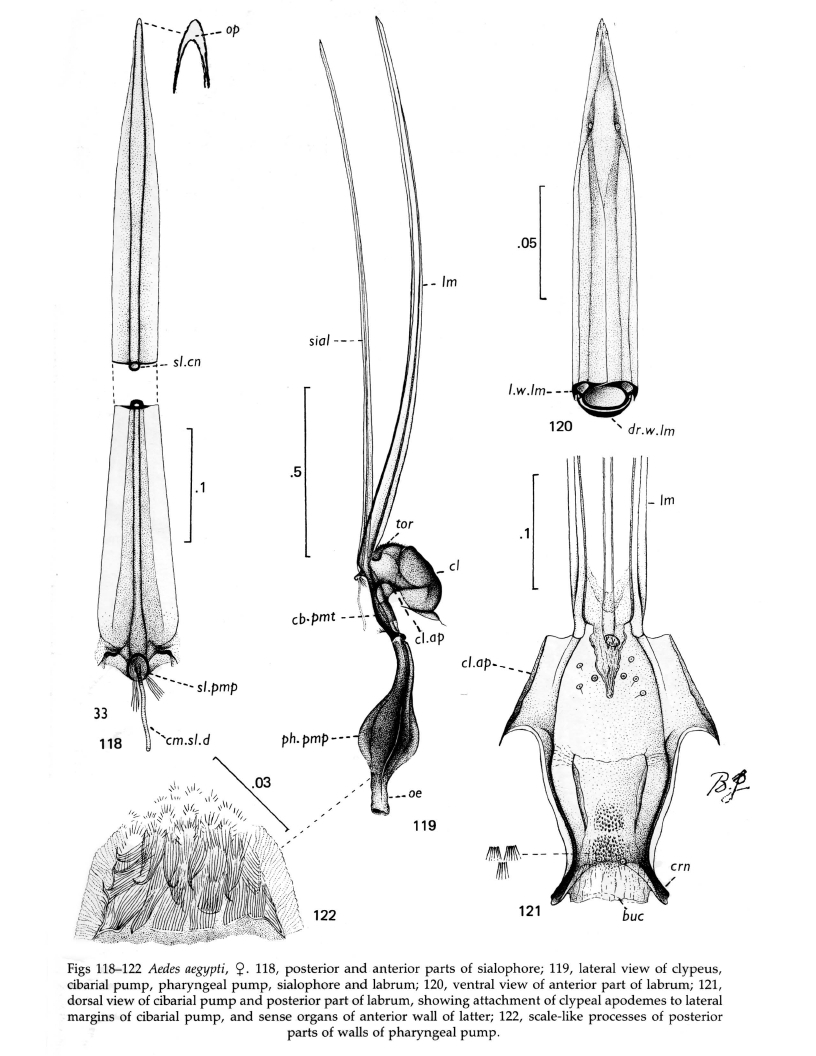 op
sl.cn
.1
sl.pmp
33
118
cm.sl.d
.03
122
lm
sial
.5
tor
cl
cb.pmt
cl.ap
ph.pmp
oe
119
.05
l.w.lm
120
dr.w.lm
lm
.1
cl.ap
crn
121
buc
Figs 118–122 Aedes aegypti, ♀. 118, posterior and anterior parts of sialophore; 119, lateral view of clypeus,
cibarial pump, pharyngeal pump, sialophore and labrum; 120, ventral view of anterior part of labrum; 121,
dorsal view of cibarial pump and posterior part of labrum, showing attachment of clypeal apodemes to lateral
margins of cibarial pump, and sense organs of anterior wall of latter; 122, scale-like processes of posterior
parts of walls of pharyngeal pump.